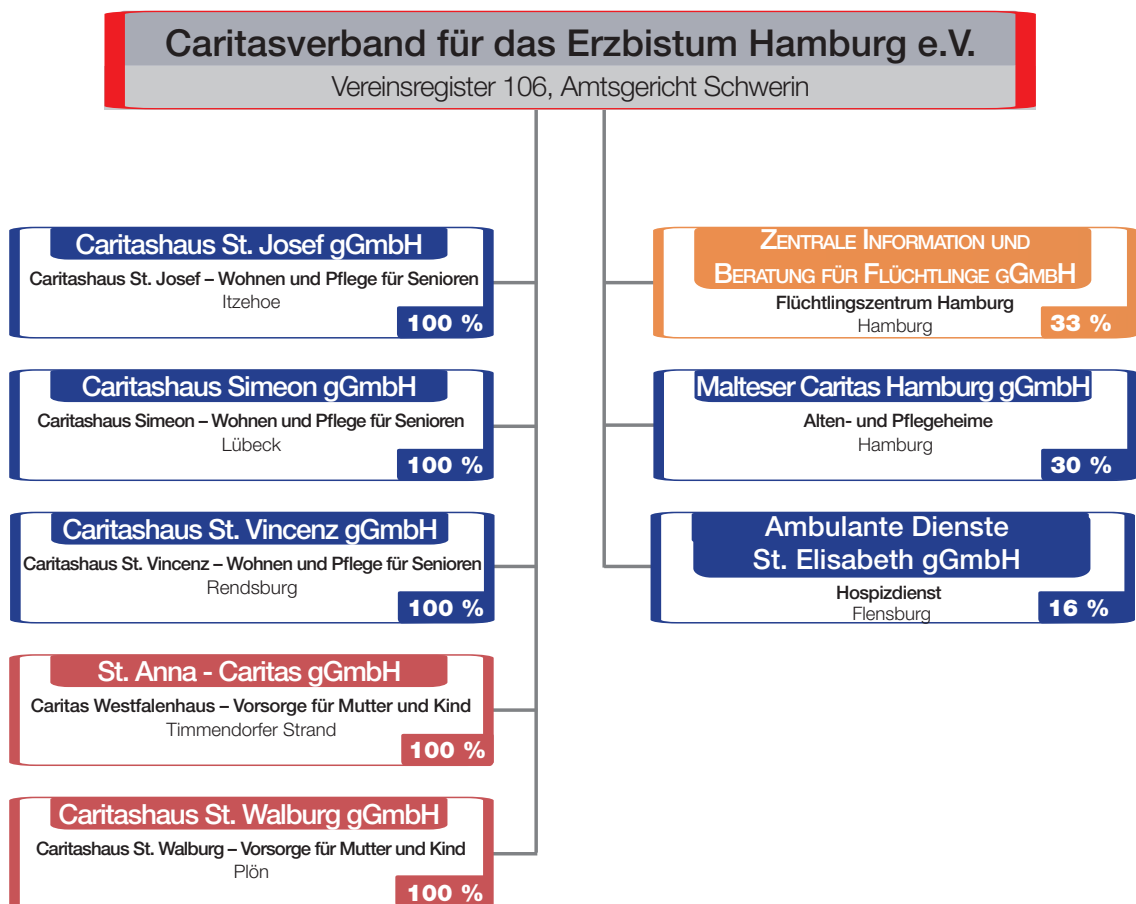 Caritasverband für das Erzbistum Hamburg e.V.
Vereinsregister 106, Amtsgericht Schwerin
Caritashaus St. Josef gGmbH
Caritashaus St. Josef – Wohnen und Pflege für Senioren
Itzehoe
100 %
Caritashaus Simeon gGmbH
Caritashaus Simeon – Wohnen und Pflege für Senioren
Lübeck
100 %
Caritashaus St. Vincenz gGmbH
Caritashaus St. Vincenz – Wohnen und Pflege für Senioren
Rendsburg
100 %
St. Anna - Caritas gGmbH
Caritas Westfalenhaus – Vorsorge für Mutter und Kind
Timmendorfer Strand
100 %
Caritashaus St. Walburg gGmbH
Caritashaus St. Walburg – Vorsorge für Mutter und Kind
Plön
100 %
Zentrale Information und
Beratung für Flüchtlinge gGmbH
Flüchtlingszentrum Hamburg
Hamburg
33 %
Malteser Caritas Hamburg gGmbH
Alten- und Pflegeheime
Hamburg
30 %
Ambulante Dienste
St. Elisabeth gGmbH
Hospizdienst
Flensburg
16 %